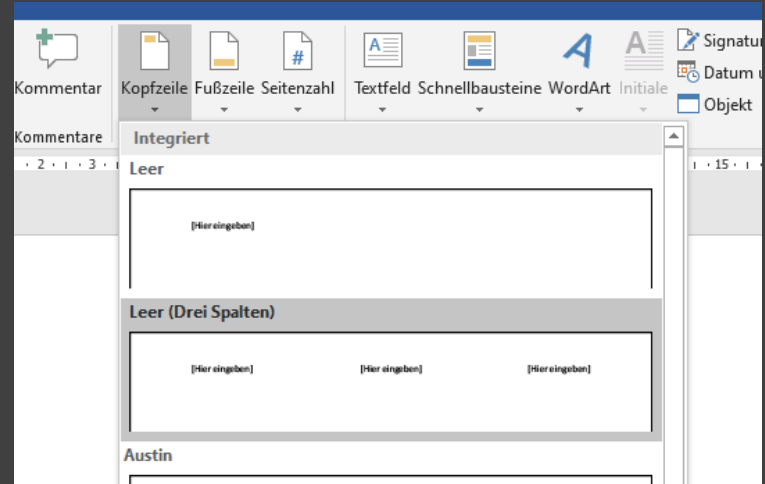 Kommentar Kopfzeile Fußzeile Seitenzahl Textfeld Schnellbausteine WordArt Initiale
#
A
A
A
Signatu
Datum u
Objekt
Kommentare
Integriert
2 3 15
Leer
[Hier eingeben]
Leer (Drei Spalten)
[Hier eingeben] [Hier eingeben] [Hier eingeben]
Austin